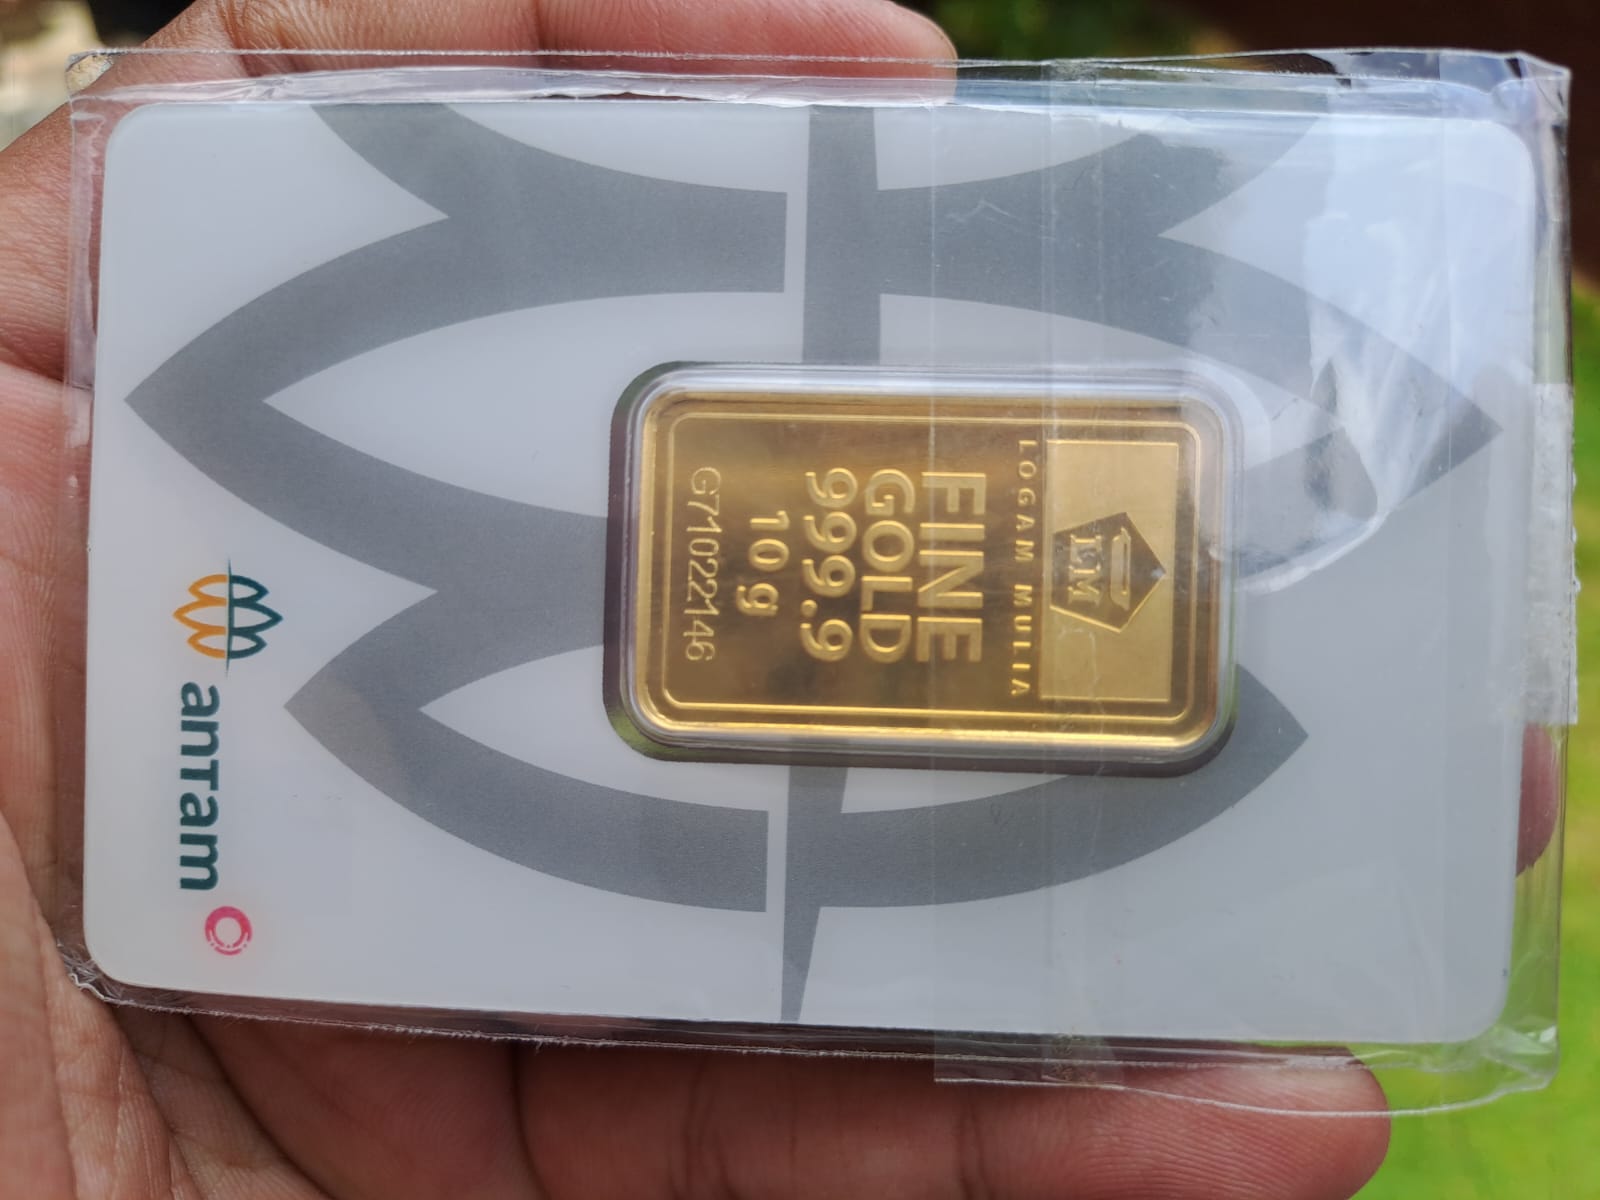 LM
LOGAM MULIA
FINE
GOLD
999.9
10 g
G71022146
antam